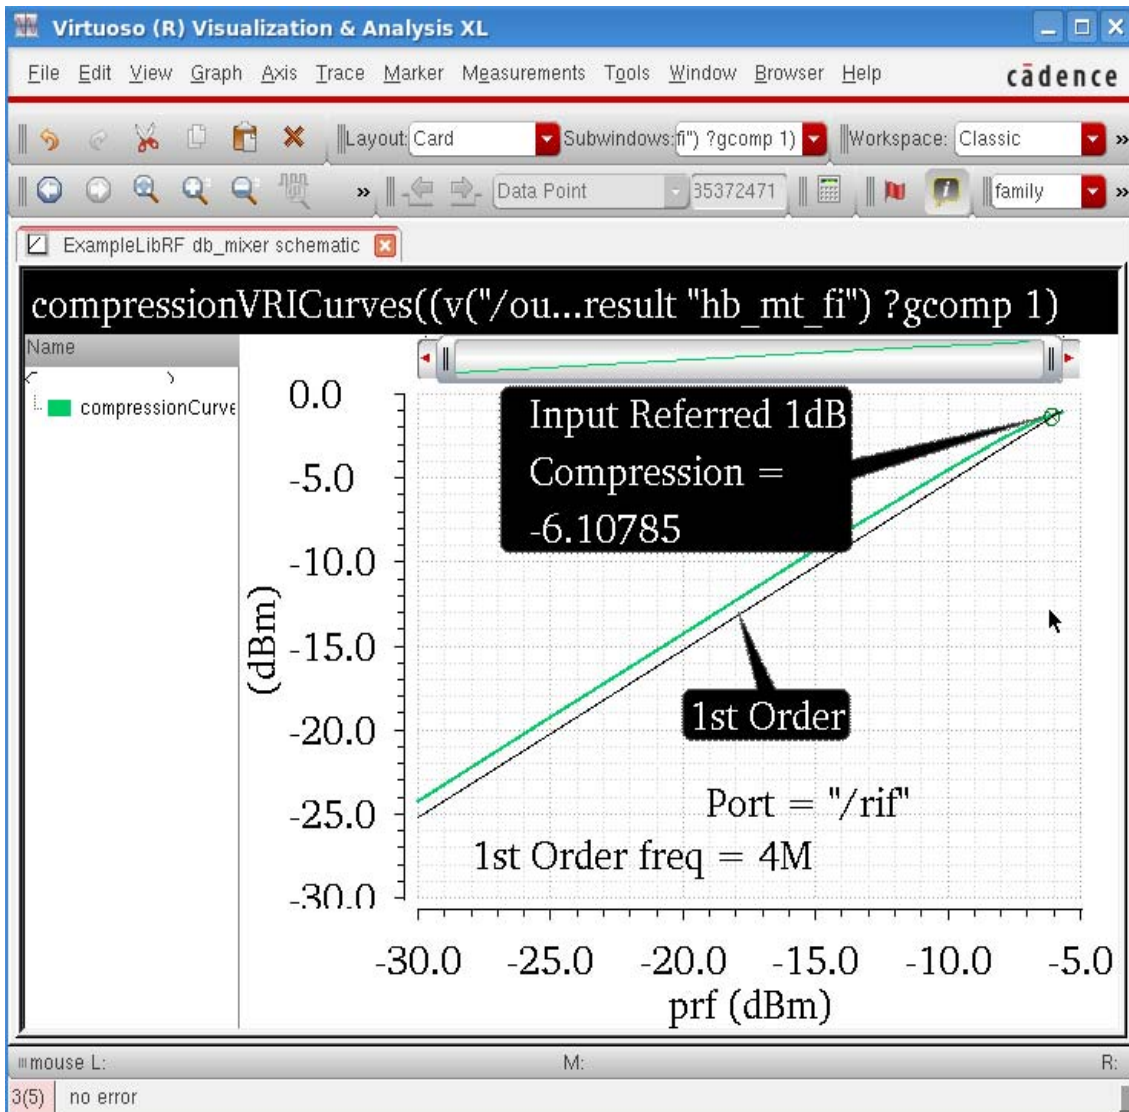 Virtuoso (R) Visualization & Analysis XL
File Edit View Graph Axis Trace Marker Measurements Tools Window Browser Help cādence
Layout: Card Subwindows: fi") ?gcomp 1) Workspace: Classic »
» Data Point 35372471 family »
ExampleLibRF db_mixer schematic
compressionVRICurves((v("/ou...result "hb_mt_fi") ?gcomp 1)
Name
compressionCurve
0.0
-5.0
-10.0
-15.0
-20.0
-25.0
-30.0
(dBm)
Input Referred 1dB
Compression =
-6.10785
1st Order
Port = "/rif"
1st Order freq = 4M
-30.0 -25.0 -20.0 -15.0 -10.0 -5.0
prf (dBm)
mouse L: M: R:
3(5) no error